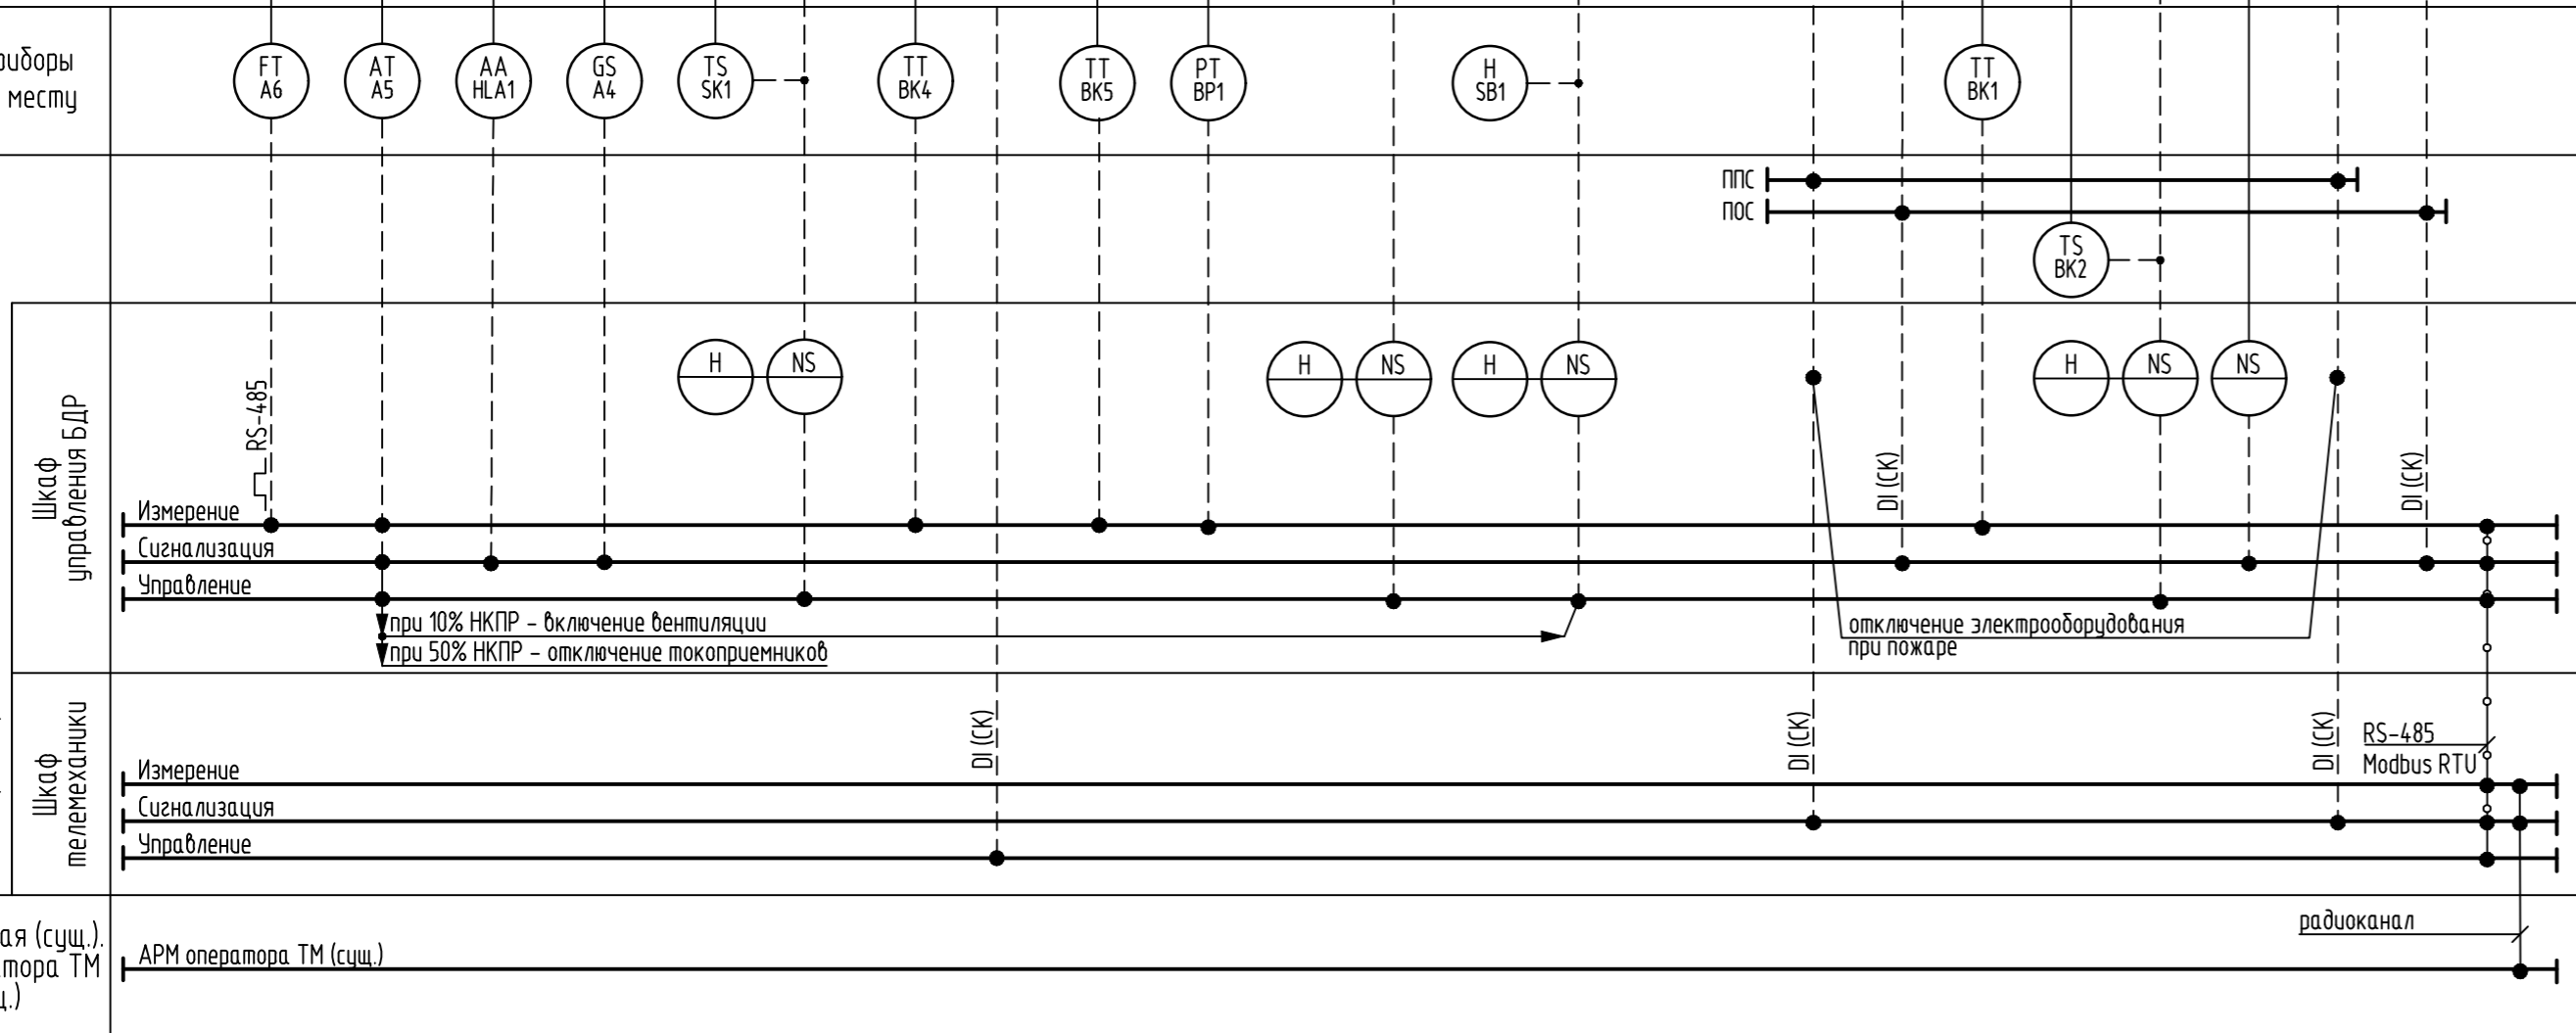 FT
A6
AT
A5
AA
HLA1
GS
A4
TS
SK1
TT
BK4
TT
BK5
PT
BP1
H
SB1
TT
BK1
месту
ППС
ПОС
TS
BK2
Шкаф
управления БДР
H
NS
H
NS
H
NS
H
NS
NS
RS-485
DI (СК)
DI (СК)
Измерение
Сигнализация
Управление
при 10% НКПР - включение вентиляции
при 50% НКПР - отключение токоприемников
отключение электрооборудования
при пожаре
Шкаф
телемеханики
DI (СК)
DI (СК)
DI (СК)
RS-485
Modbus RTU
Измерение
Сигнализация
Управление
радиоканал
(сущ.).
ТМ
АРМ оператора ТМ (сущ.)